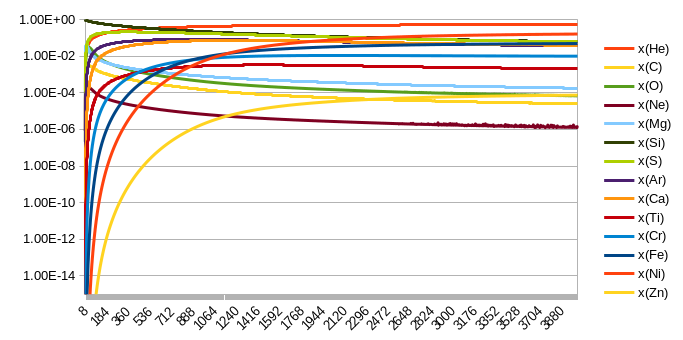 1.00E+00
1.00E-02
1.00E-04
1.00E-06
1.00E-08
1.00E-10
1.00E-12
1.00E-14
8 184 360 536 712 888 1064 1240 1416 1592 1768 1944 2120 2296 2472 2648 2824 3000 3176 3352 3528 3704 3880
x(He)
x(C)
x(O)
x(Ne)
x(Mg)
x(Si)
x(S)
x(Ar)
x(Ca)
x(Ti)
x(Cr)
x(Fe)
x(Ni)
x(Zn)